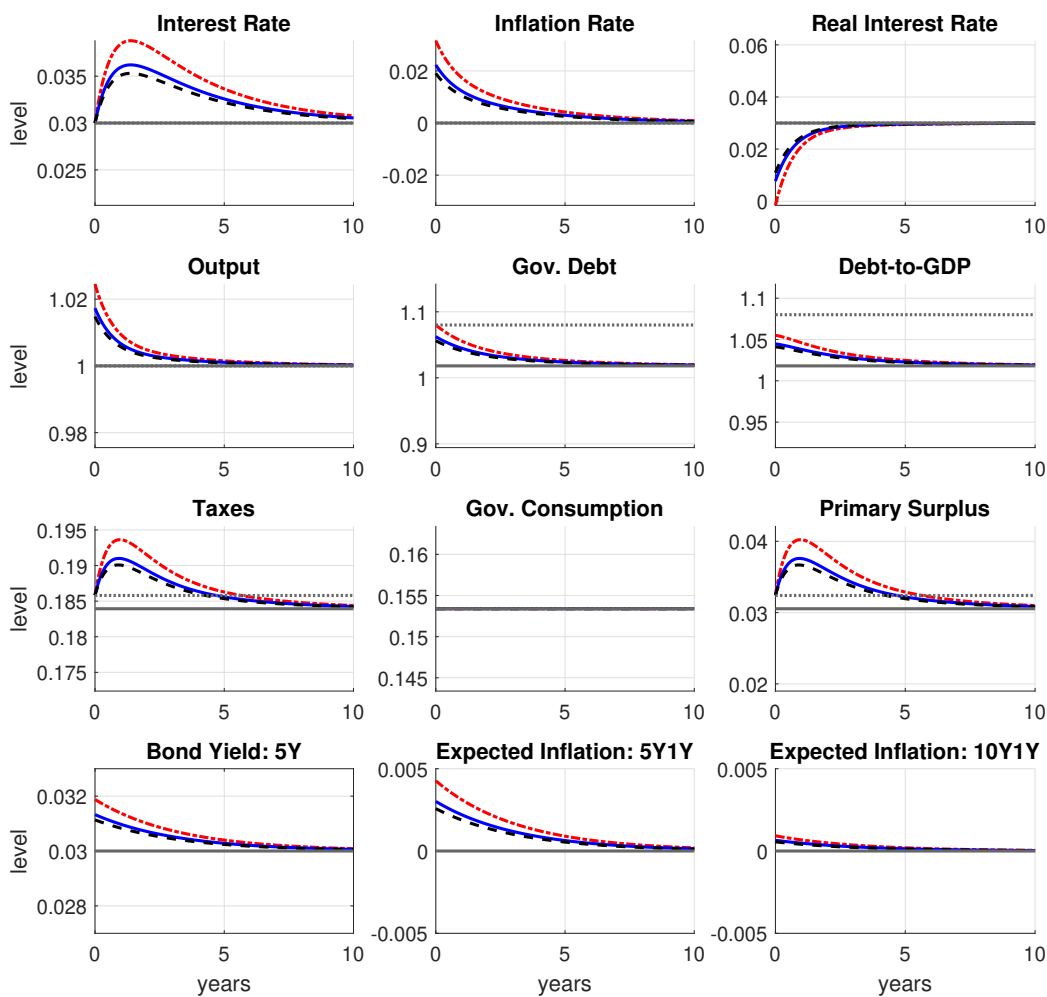 Interest Rate
Inflation Rate
Real Interest Rate
level
0.035
0.03
0.025
0.02
0
-0.02
0.06
0.04
0.02
0
0 5 10
0 5 10
0 5 10
Output
Gov. Debt
Debt-to-GDP
level
1.02
1
0.98
1.1
1
0.9
1.1
1.05
1
0.95
0 5 10
0 5 10
0 5 10
Taxes
Gov. Consumption
Primary Surplus
level
0.195
0.19
0.185
0.18
0.175
0.16
0.155
0.15
0.145
0.04
0.03
0.02
0 5 10
0 5 10
0 5 10
Bond Yield: 5Y
Expected Inflation: 5Y1Y
Expected Inflation: 10Y1Y
level
0.032
0.03
0.028
0.005
0
-0.005
0.005
0
-0.005
0 5 10
0 5 10
0 5 10
years
years
years